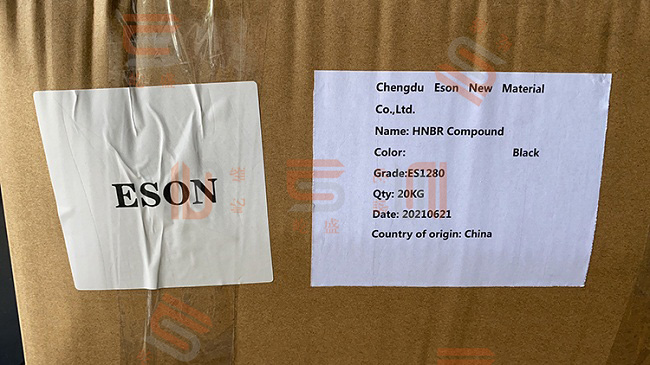 ESON
Chengdu Eson New Material
Co.,Ltd.
Name: HNBR Compound
Color: Black
Grade:ES1280
Qty: 20KG
Date: 20210621
Country of origin: China